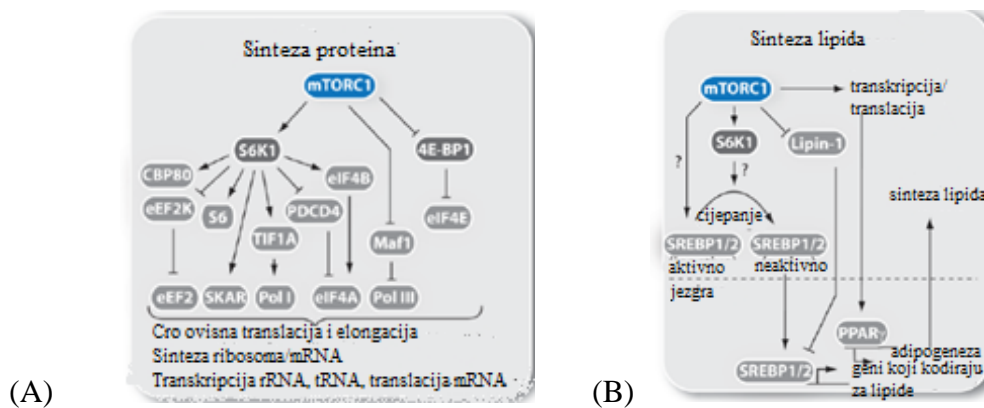 Sinteza proteina
mTORC1
S6K1
4E-BP1
CBP80
eIF4B
eEF2K
S6
PDCD4
eIF4E
TIF1A
Maf1
eEF2
SKAR
Pol I
eIF4A
Pol III
Cro ovisna translacija i elongacija
Sinteza ribosoma/mRNA
Transkripcija rRNA, tRNA, translacija mRNA
(A)
Sinteza lipida
mTORC1
transkripcija/
translacija
S6K1
Lipin-1
?
?
sinteza lipida
cijepanje
SREBP1/2
SREBP1/2
aktivno
neaktivno
jezgra
PPARγ
adipogeneza
geni koji kodiraju
SREBP1/2
za lipide
(B)